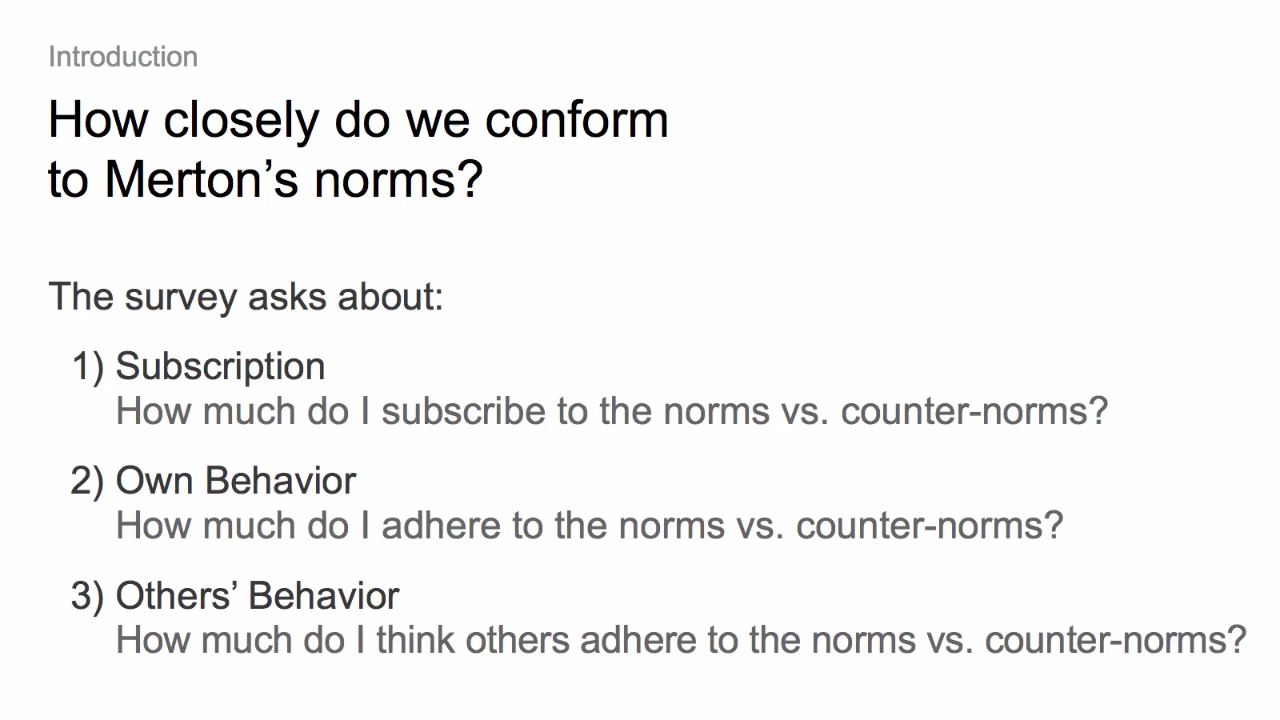 Introduction
How closely do we conform
to Merton’s norms?
The survey asks about:
1) Subscription
How much do I subscribe to the norms vs. counter-norms?
2) Own Behavior
How much do I adhere to the norms vs. counter-norms?
3) Others’ Behavior
How much do I think others adhere to the norms vs. counter-norms?